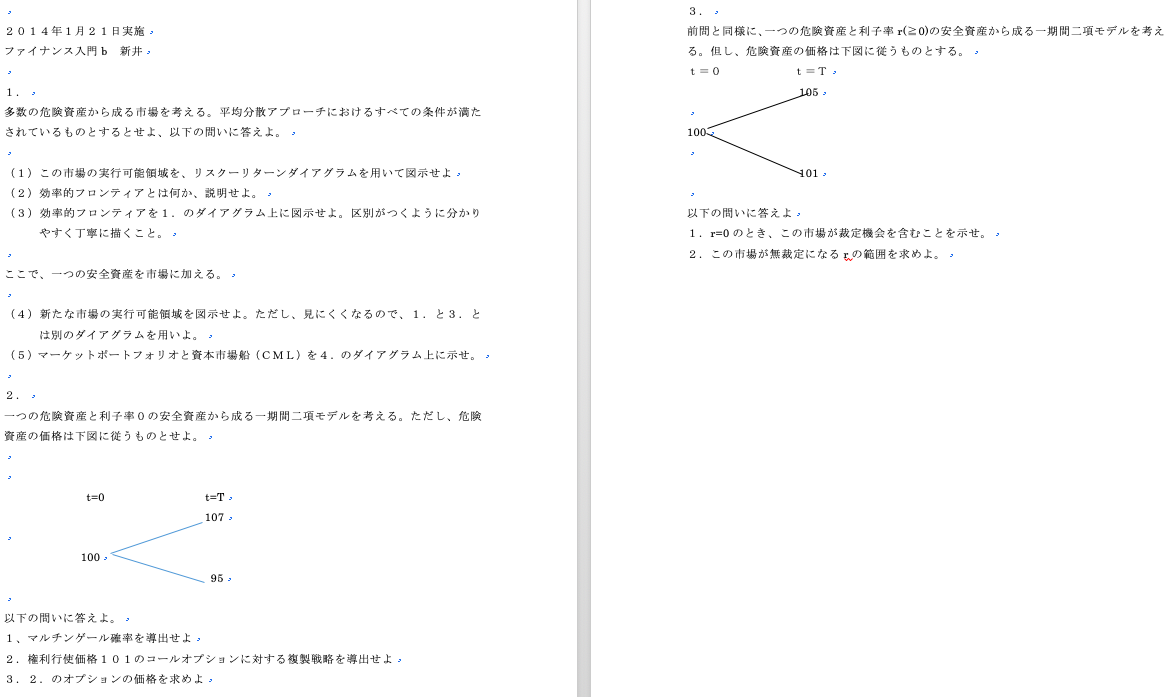 ２０１４年１月２１日実施
ファイナンス入門 b　新井
１．
多数の危険資産から成る市場を考える。平均分散アプローチにおけるすべての条件が満た
されているものとするとせよ、以下の問いに答えよ。
（１）この市場の実行可能領域を、リスクーリターンダイアグラムを用いて図示せよ
（２）効率的フロンティアとは何か、説明せよ。
（３）効率的フロンティアを１．のダイアグラム上に図示せよ。区別がつくように分かり
やすく丁寧に描くこと。
ここで、一つの安全資産を市場に加える。
（４）新たな市場の実行可能領域を図示せよ。ただし、見にくくなるので、１．と３．と
は別のダイアグラムを用いよ。
（５）マーケットポートフォリオと資本市場船（ＣＭＬ）を４．のダイアグラム上に示せ。
２．
一つの危険資産と利子率０の安全資産から成る一期間二項モデルを考える。ただし、危険
資産の価格は下図に従うものとせよ。
t=0　t=T
107
100
95
以下の問いに答えよ。
１、マルチンゲール確率を導出せよ
２．権利行使価格１０１のコールオプションに対する複製戦略を導出せよ
３．２．のオプションの価格を求めよ
３．
前問と同様に、一つの危険資産と利子率 r(≧0)の安全資産から成る一期間二項モデルを考え
る。但し、危険資産の価格は下図に従うものとする。
ｔ＝０　ｔ＝Ｔ
105
100
101
以下の問いに答えよ
１．r=0 のとき、この市場が裁定機会を含むことを示せ。
２．この市場が無裁定になる r の範囲を求めよ。